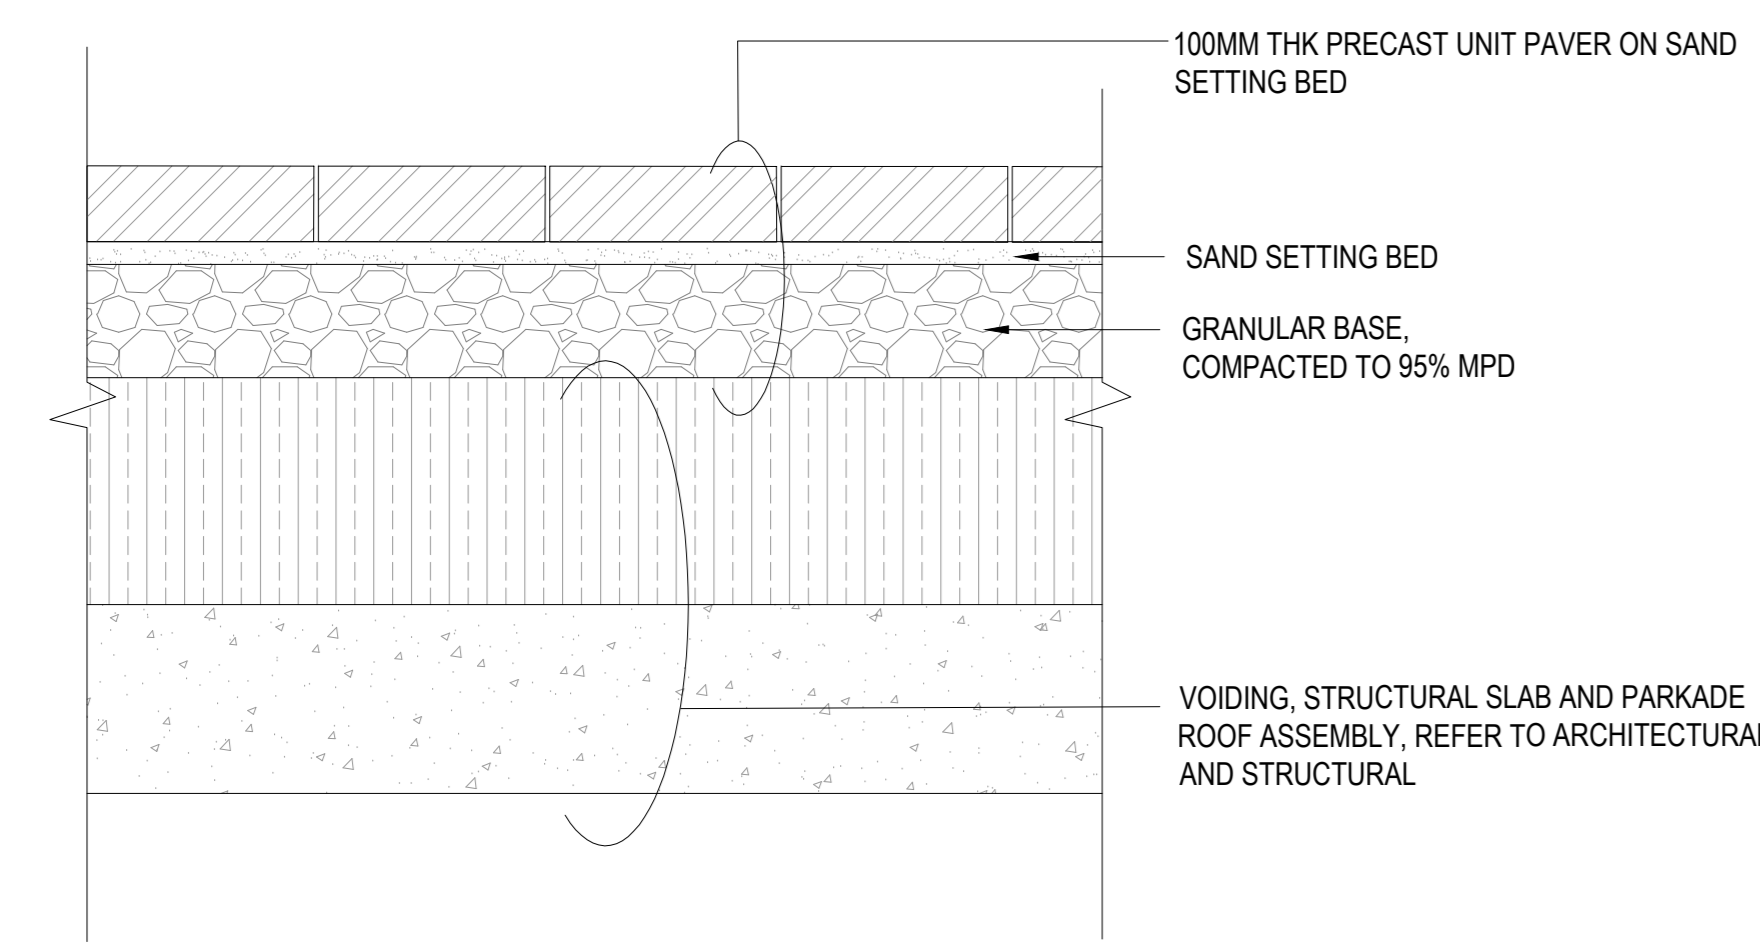 100MM THK PRECAST UNIT PAVER ON SAND
SETTING BED
SAND SETTING BED
GRANULAR BASE,
COMPACTED TO 95% MPD
VOIDING, STRUCTURAL SLAB AND PARKADE
ROOF ASSEMBLY, REFER TO ARCHITECTURAL
AND STRUCTURAL